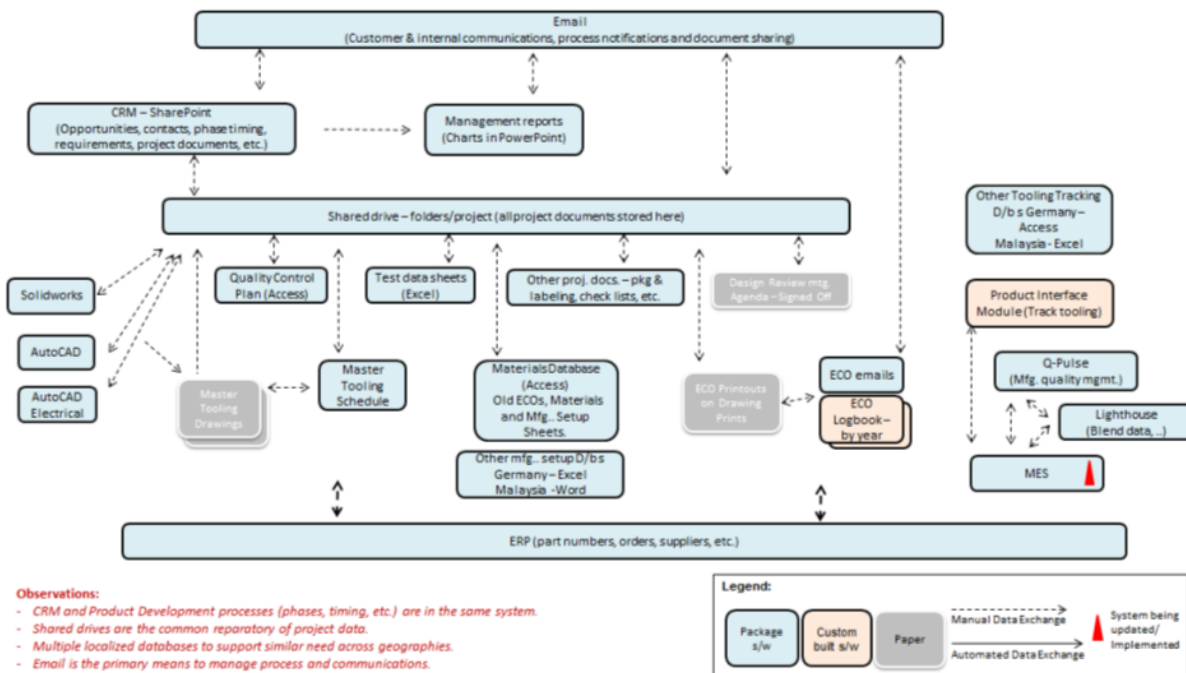 Email
(Customer & internal communications, process notifications and document sharing)
CRM – SharePoint
(Opportunities, contacts, phase timing,
requirements, project documents, etc.)
Management reports
(Charts in PowerPoint)
Shared drive – folders/project (all project documents stored here)
Other Tooling Tracking
D/b s Germany –
Access
Malaysia - Excel
Solidworks
Quality Control
Plan (Access)
Test data sheets
(Excel)
Other proj. docs. – pkg &
labeling, check lists, etc.
Design Review mtg.
Agenda – Signed Off
Product Interface
Module (Track tooling)
AutoCAD
AutoCAD
Electrical
Master
Tooling
Drawings
Master
Tooling
Schedule
Materials Database
(Access)
Old ECOs, Materials
and Mfg.. Setup
Sheets.
Other mfg.. setup D/b s
Germany – Excel
Malaysia - Word
ECO Printouts
on Drawing
Prints
ECO emails
ECO
Logbook –
by year
Q-Pulse
(Mfg. quality mgmt.)
Lighthouse
(Blend data, ..)
MES
ERP (part numbers, orders, suppliers, etc.)
Observations:
- CRM and Product Development processes (phases, timing, etc.) are in the same system.
- Shared drives are the common reparatory of project data.
- Multiple localized databases to support similar need across geographies.
- Email is the primary means to manage process and communications.
Legend:
Package
s/w
Custom
built s/w
Paper
Manual Data Exchange
Automated Data Exchange
System being
updated/
Implemented